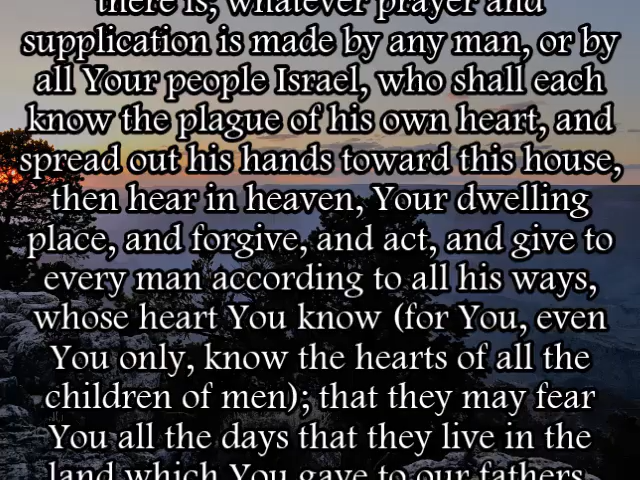 there is; whatever prayer and
supplication is made by any man, or by
all Your people Israel, who shall each
know the plague of his own heart, and
spread out his hands toward this house,
then hear in heaven, Your dwelling
place, and forgive, and act, and give to
every man according to all his ways,
whose heart You know (for You, even
You only, know the hearts of all the
children of men); that they may fear
You all the days that they live in the
land which You gave to our fathers.